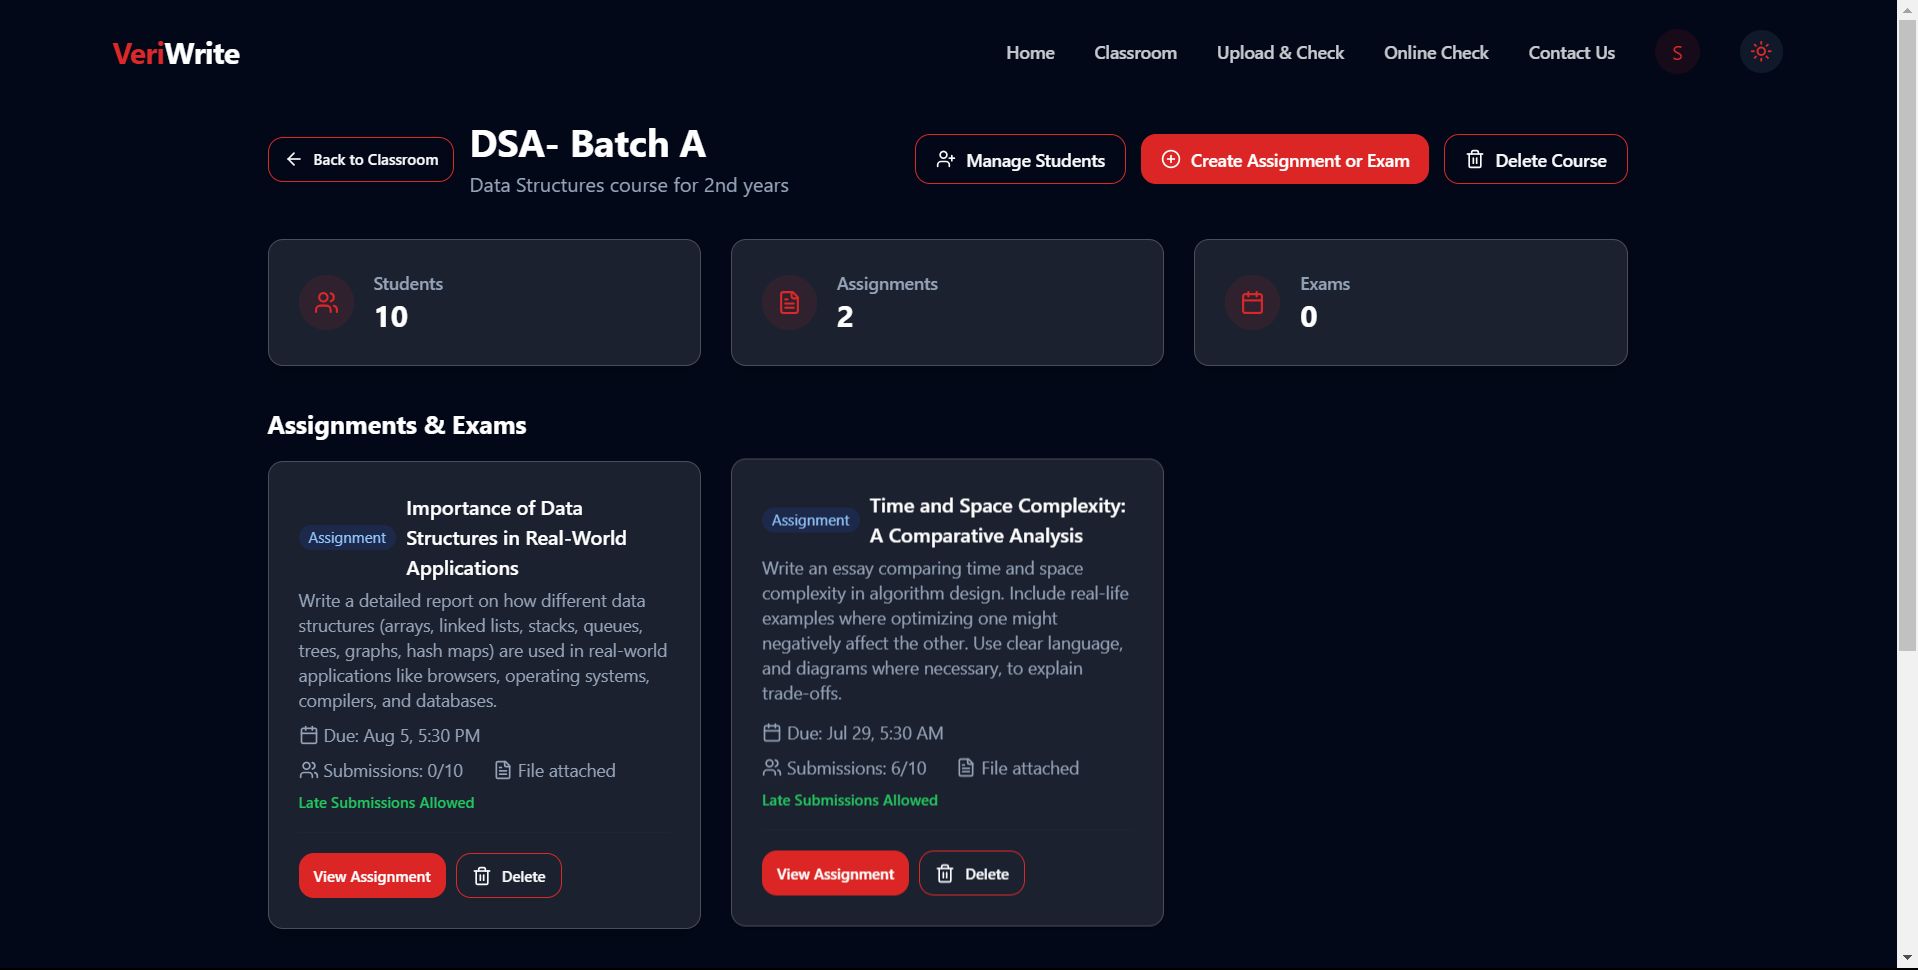 VeriWrite
Home
Classroom
Upload & Check
Online Check
Contact Us
S
Back to Classroom
DSA- Batch A
Data Structures course for 2nd years
Manage Students
Create Assignment or Exam
Delete Course
Students
10
Assignments
2
Exams
0
Assignments & Exams
Assignment
Importance of Data
Structures in Real-World
Applications
Write a detailed report on how different data
structures (arrays, linked lists, stacks, queues,
trees, graphs, hash maps) are used in real-world
applications like browsers, operating systems,
compilers, and databases.
Due: Aug 5, 5:30 PM
Submissions: 0/10
File attached
Late Submissions Allowed
View Assignment
Delete
Assignment
Time and Space Complexity:
A Comparative Analysis
Write an essay comparing time and space
complexity in algorithm design. Include real-life
examples where optimizing one might
negatively affect the other. Use clear language,
and diagrams where necessary, to explain
trade-offs.
Due: Jul 29, 5:30 AM
Submissions: 6/10
File attached
Late Submissions Allowed
View Assignment
Delete